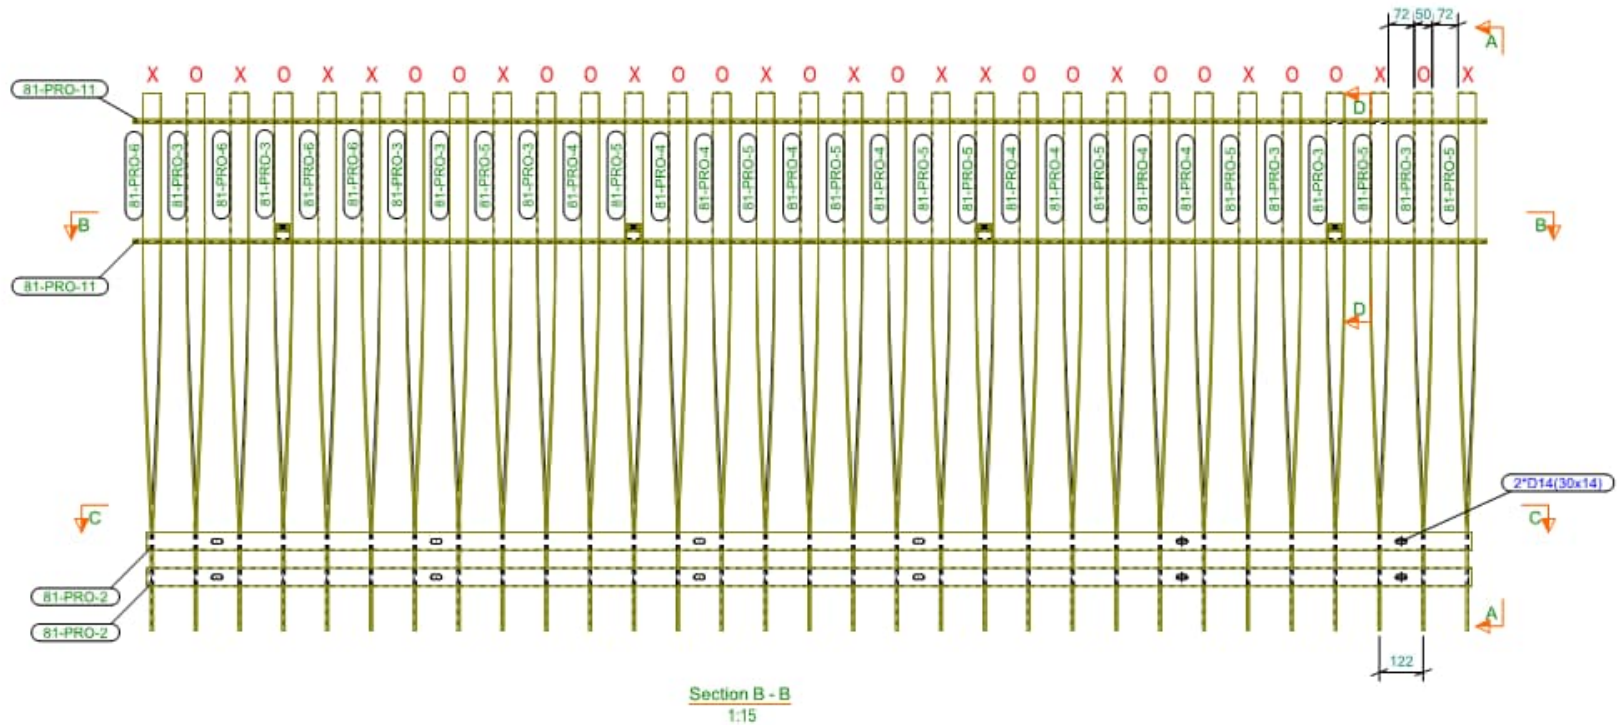 72 50 72
A
X O X O X X O O X O O X O O X O X O X X O O X O O X O O X O X
81-PRO-11
D
81-PRO-6
81-PRO-3
81-PRO-6
81-PRO-3
81-PRO-6
81-PRO-6
81-PRO-3
81-PRO-3
81-PRO-5
81-PRO-4
81-PRO-4
81-PRO-5
81-PRO-4
81-PRO-4
81-PRO-5
81-PRO-4
81-PRO-5
81-PRO-4
81-PRO-5
81-PRO-5
81-PRO-4
81-PRO-4
81-PRO-5
81-PRO-4
81-PRO-4
81-PRO-5
81-PRO-3
81-PRO-3
81-PRO-5
81-PRO-3
81-PRO-5
B
B
81-PRO-11
D
2*D14(30x14)
C
C
81-PRO-2
81-PRO-2
A
122
Section B - B
1:15